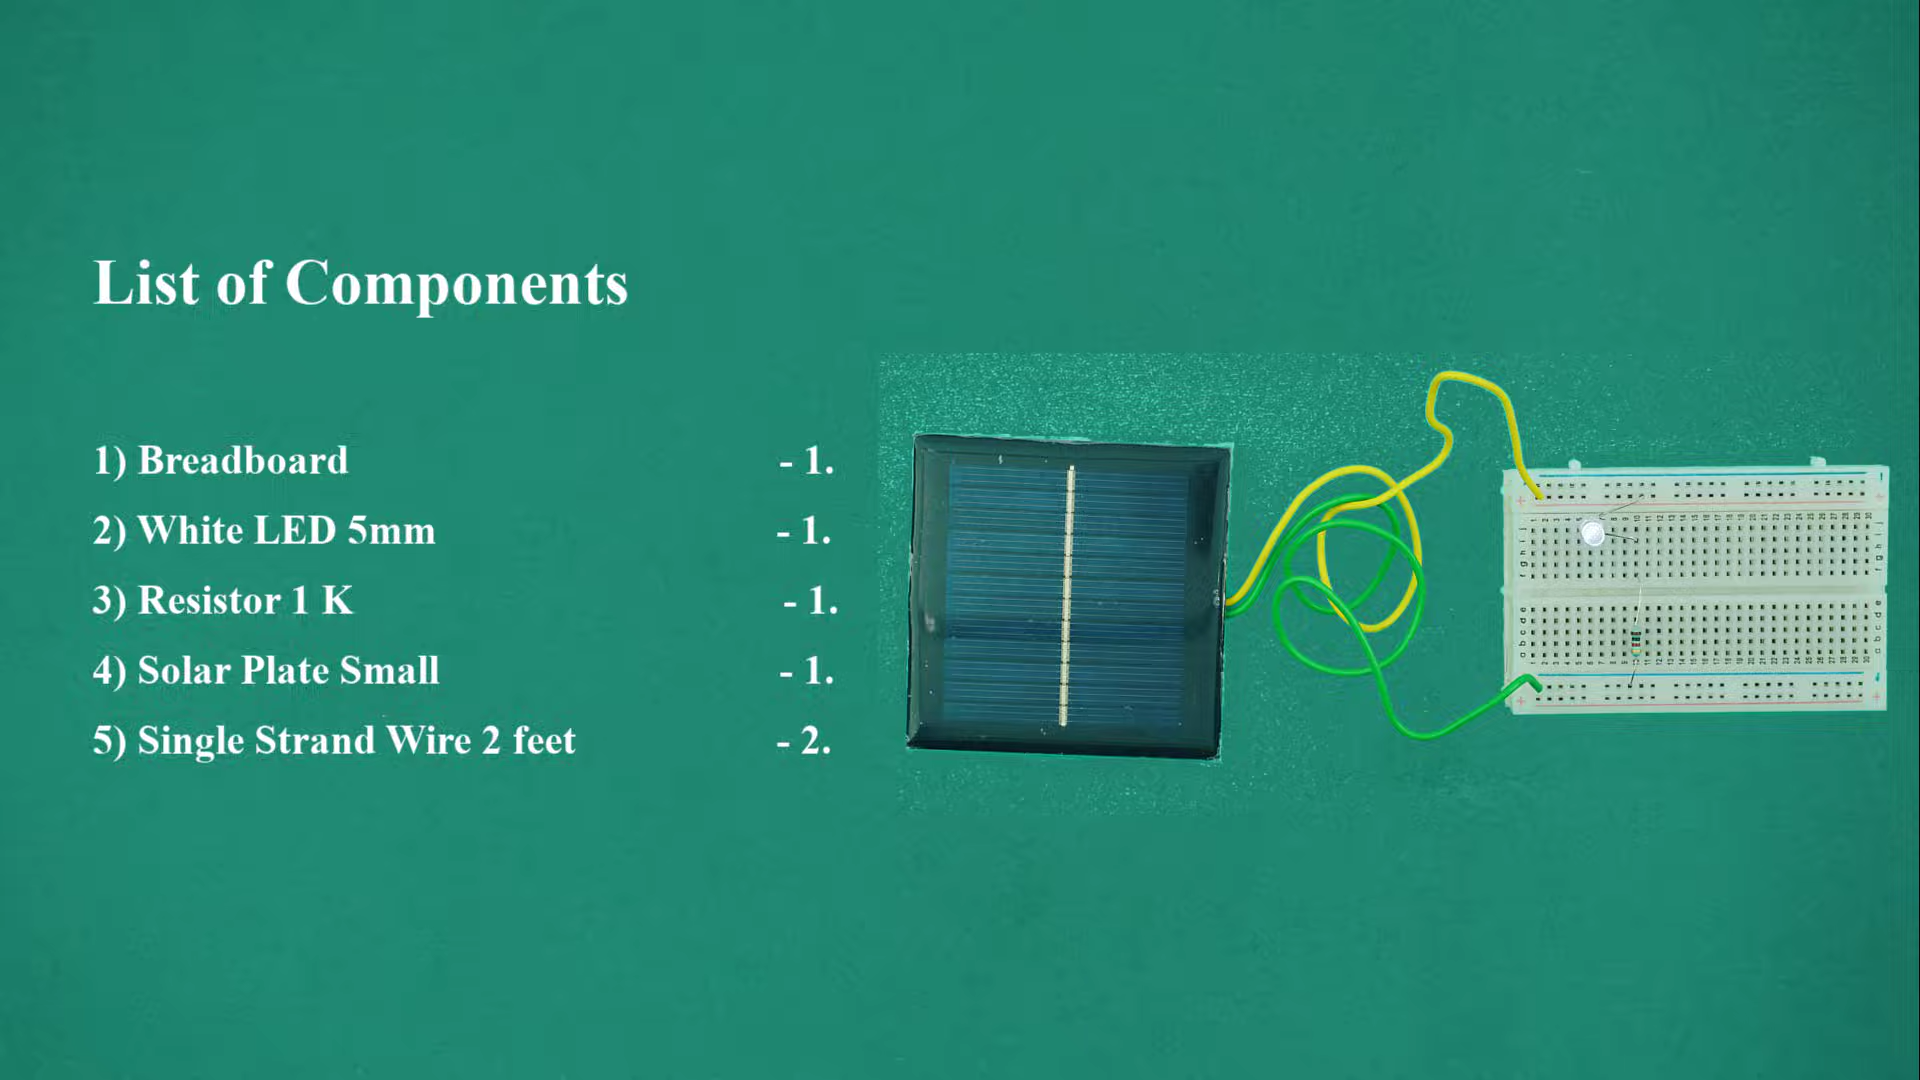 List of Components
1) Breadboard - 1.
2) White LED 5mm - 1.
3) Resistor 1 K - 1.
4) Solar Plate Small - 1.
5) Single Strand Wire 2 feet - 2.